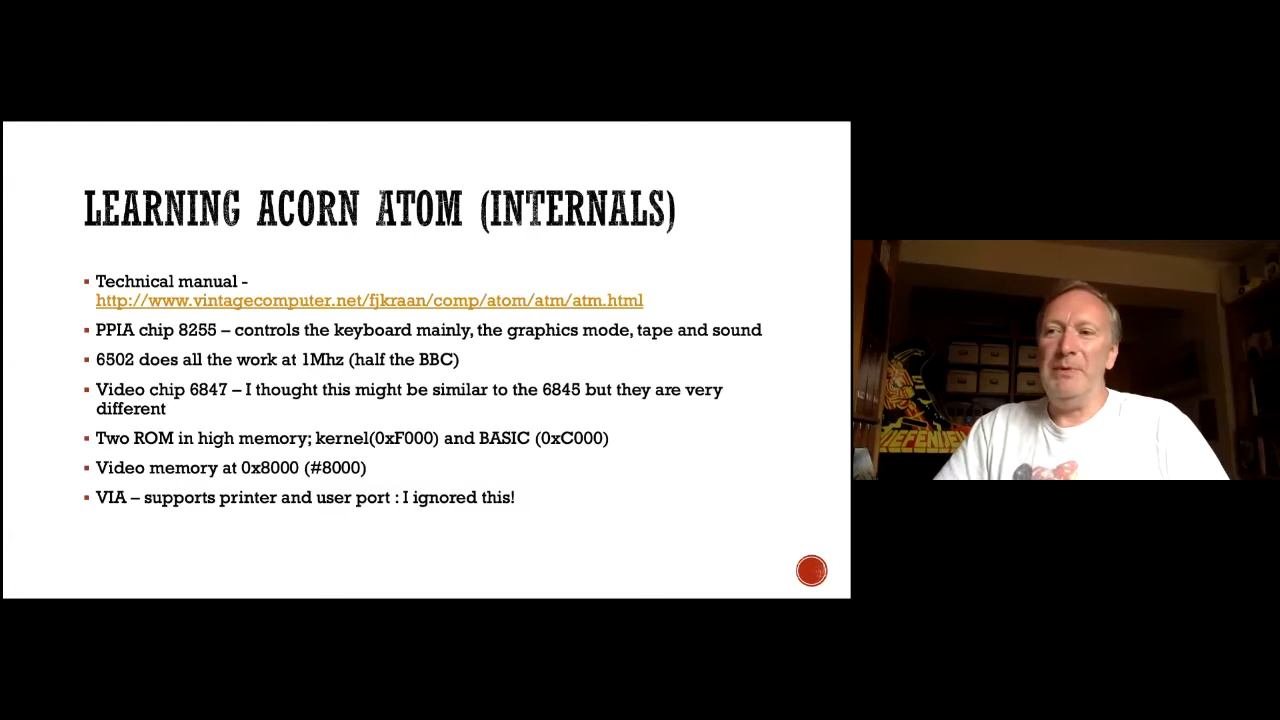 LEARNING ACORN ATOM (INTERNALS)
▪ Technical manual -
http://www.vintagecomputer.net/fjkraan/comp/atom/atm/atm.html
▪ PPIA chip 8255 – controls the keyboard mainly, the graphics mode, tape and sound
▪ 6502 does all the work at 1Mhz (half the BBC)
▪ Video chip 6847 – I thought this might be similar to the 6845 but they are very
different
▪ Two ROM in high memory; kernel(0xF000) and BASIC (0xC000)
▪ Video memory at 0x8000 (#8000)
▪ VIA – supports printer and user port : I ignored this!
DEFENDER